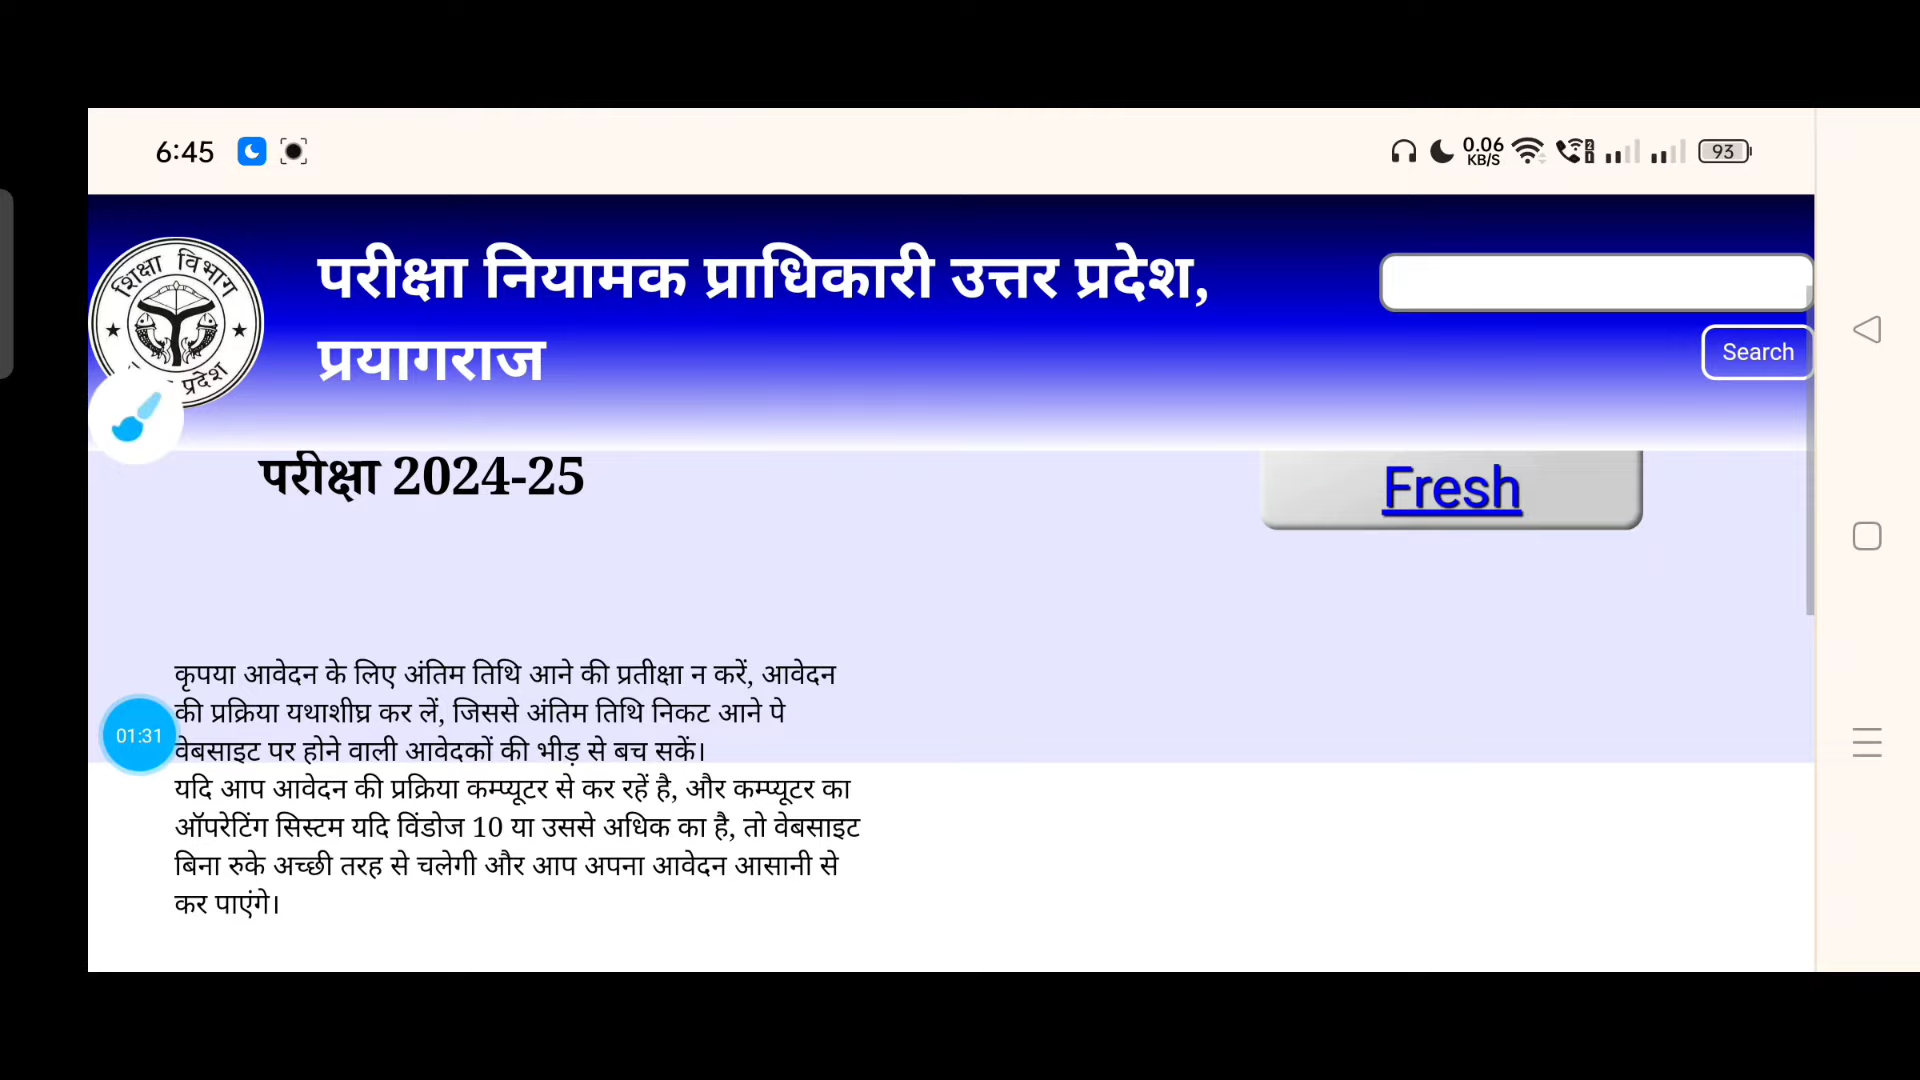 6:45
0.06
KB/S
2
1
93
शिक्षा विभाग
प्रदेश
परीक्षा नियामक प्राधिकारी उत्तर प्रदेश,
प्रयागराज
Search
परीक्षा 2024-25
Fresh
कृपया आवेदन के लिए अंतिम तिथि आने की प्रतीक्षा न करें, आवेदन
की प्रक्रिया यथाशीघ्र कर लें, जिससे अंतिम तिथि निकट आने पे
01:31
वेबसाइट पर होने वाली आवेदकों की भीड़ से बच सकें।
यदि आप आवेदन की प्रक्रिया कम्प्यूटर से कर रहें है, और कम्प्यूटर का
ऑपरेटिंग सिस्टम यदि विंडोज 10 या उससे अधिक का है, तो वेबसाइट
बिना रुके अच्छी तरह से चलेगी और आप अपना आवेदन आसानी से
कर पाएंगे।